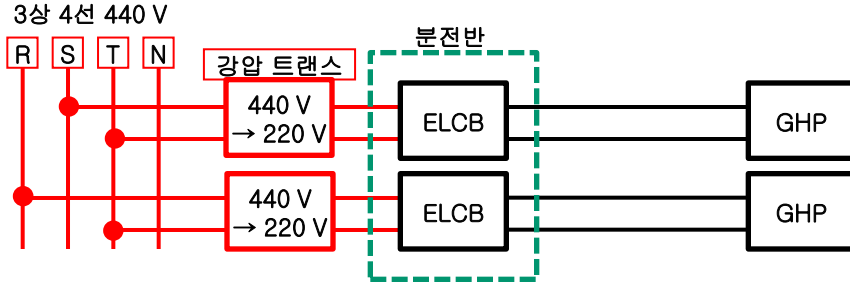 3상 4선 440 V
분전반
R S T N
강압 트랜스
440 V
→ 220 V
ELCB
GHP
440 V
→ 220 V
ELCB
GHP